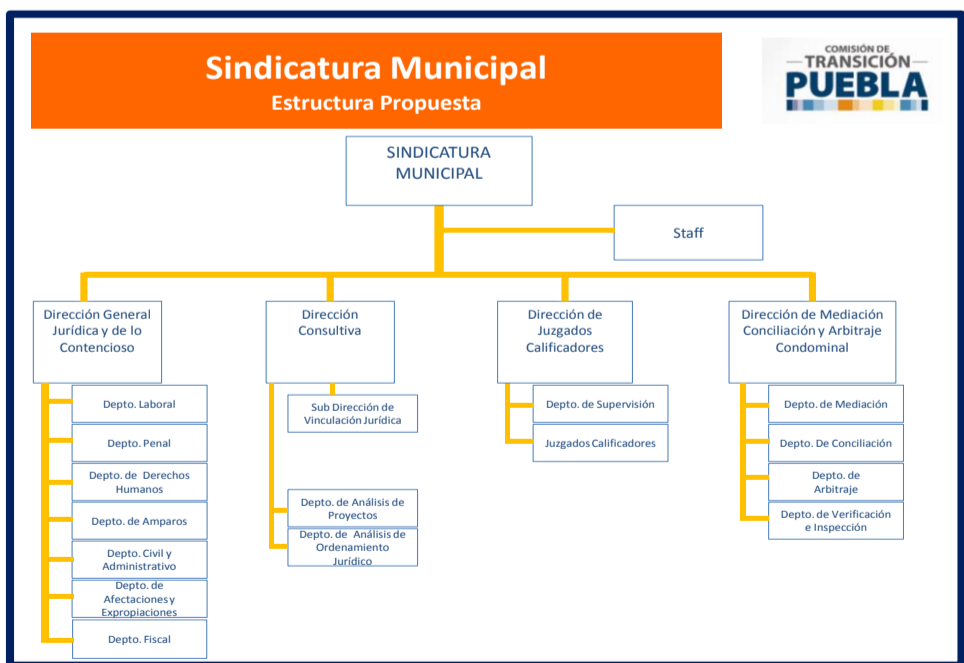 Sindicatura Municipal
Estructura Propuesta
COMISIÓN DE
TRANSICIÓN
PUEBLA
SINDICATURA
MUNICIPAL
Staff
Dirección General
Jurídica y de lo
Contencioso
Depto. Laboral
Depto. Penal
Depto. de Derechos
Humanos
Depto. de Amparos
Depto. Civil y
Administrativo
Depto. de
Afectaciones y
Expropiaciones
Depto. Fiscal
Dirección
Consultiva
Sub Dirección de
Vinculación Jurídica
Depto. de Análisis de
Proyectos
Depto. de Análisis de
Ordenamiento
Jurídico
Dirección de
Juzgados
Calificadores
Depto. de Supervisión
Juzgados Calificadores
Dirección de Mediación
Conciliación y Arbitraje
Condominal
Depto. de Mediación
Depto. De Conciliación
Depto. de
Arbitraje
Depto. de Verificación
e Inspección